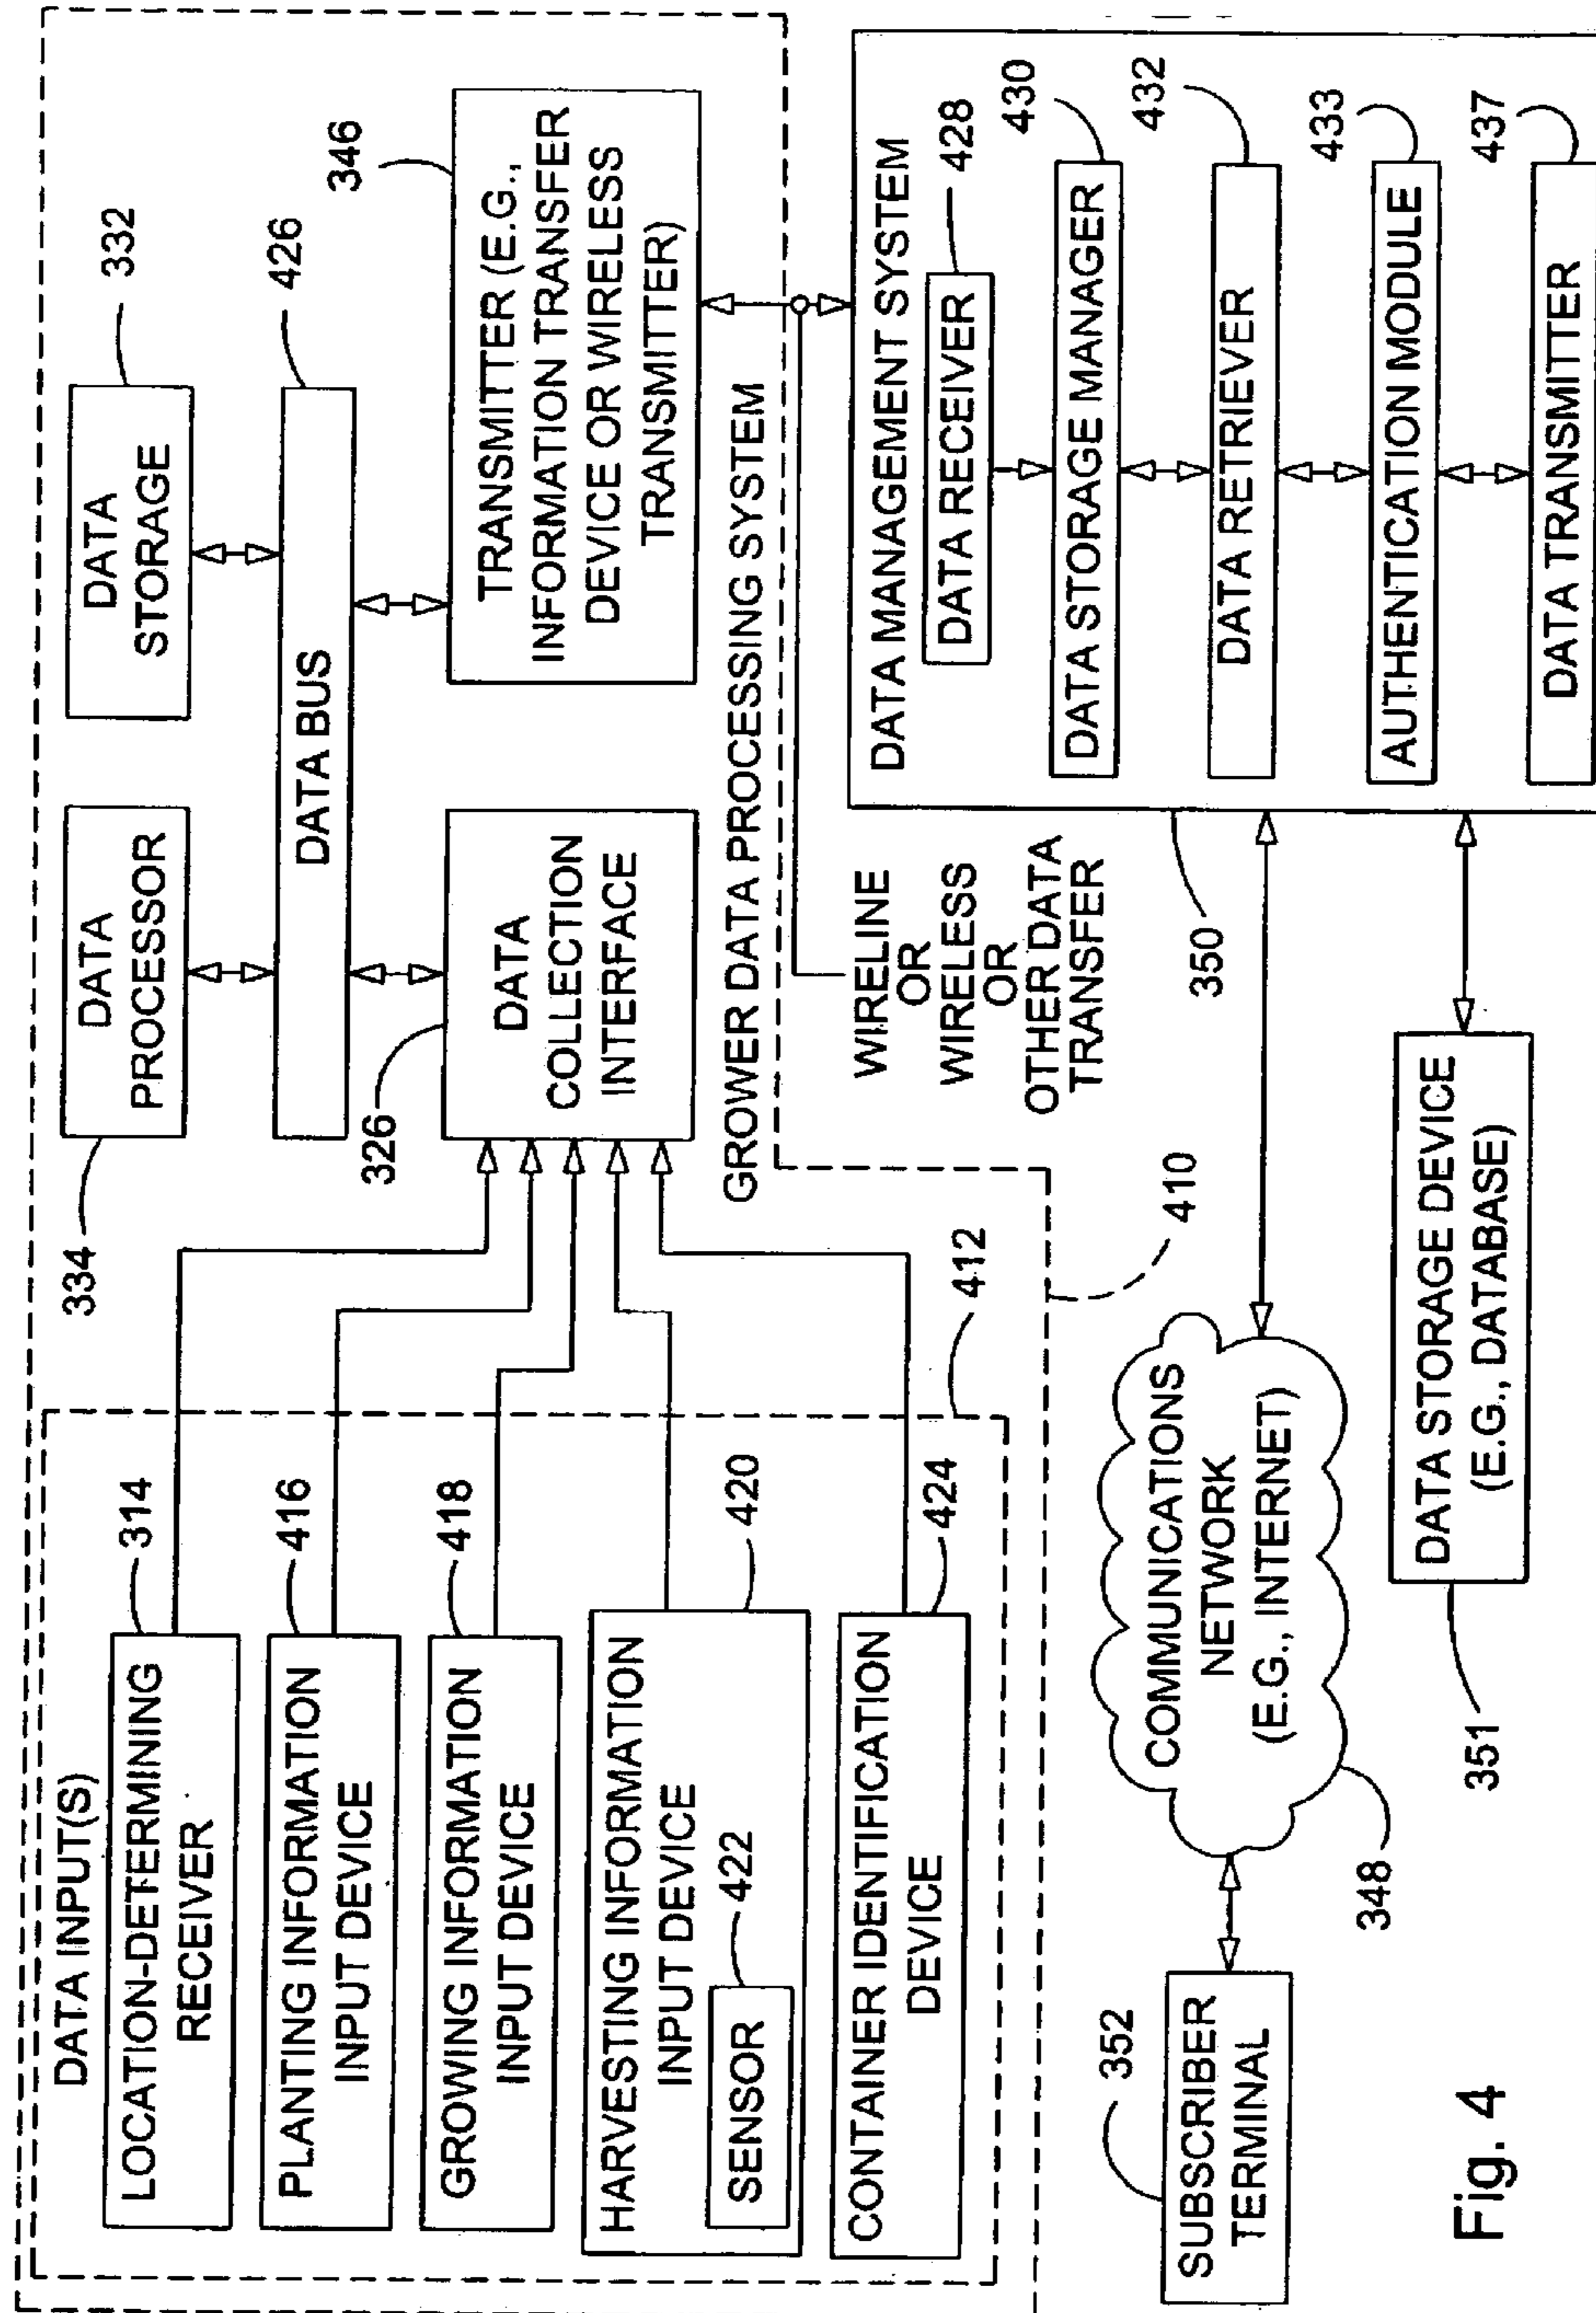 DATA INPUT(S)
LOCATION-DETERMINING
RECEIVER
314
PLANTING INFORMATION
INPUT DEVICE
416
GROWING INFORMATION
INPUT DEVICE
418
HARVESTING INFORMATION
INPUT DEVICE
420
SENSOR
422
CONTAINER IDENTIFICATION
DEVICE
424
412
410
DATA
PROCESSOR
334
DATA
STORAGE
332
DATA BUS
426
DATA
COLLECTION
INTERFACE
326
TRANSMITTER (E.G.,
INFORMATION TRANSFER
DEVICE OR WIRELESS
TRANSMITTER)
346
GROWER DATA PROCESSING SYSTEM
WIRELINE
OR
WIRELESS
OR
OTHER DATA
TRANSFER
DATA MANAGEMENT SYSTEM
DATA RECEIVER
428
DATA STORAGE MANAGER
430
DATA RETRIEVER
432
AUTHENTICATION MODULE
433
DATA TRANSMITTER
437
350
SUBSCRIBER
TERMINAL
352
COMMUNICATIONS
NETWORK
(E.G., INTERNET)
348
DATA STORAGE DEVICE
(E.G., DATABASE)
351
Fig. 4